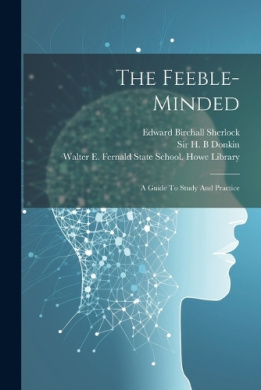 THE FEEBLE-
MINDED
Edward Birchall Sherlock
Sir H. B Donkin
Walter E. Fernald State School. Howe Library
A Guide To Study And Practice